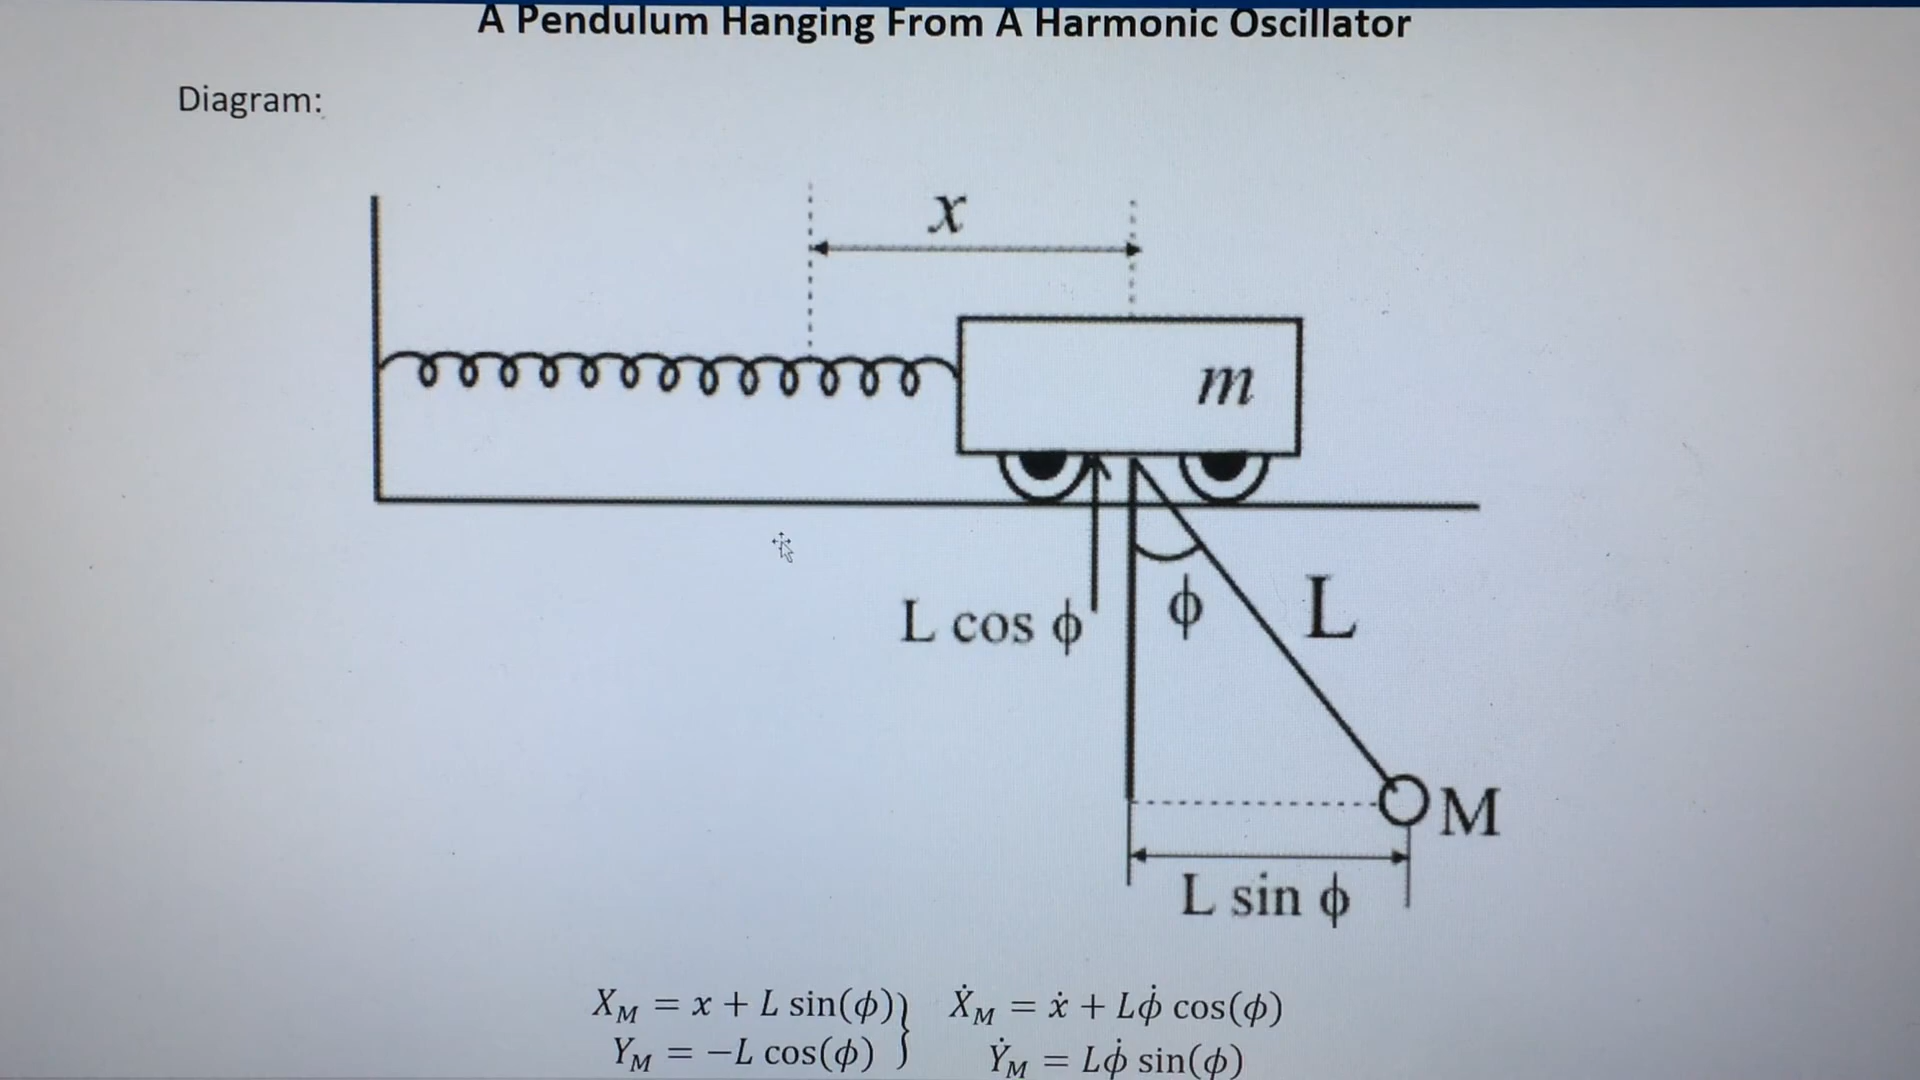 A Pendulum Hanging From A Harmonic Oscillator
Diagram:
x
m
L cos ϕ
ϕ
L
M
L sin ϕ
X_M = x + L sin(ϕ)} Ẋ_M = ẋ + Lϕ̇ cos(ϕ)
Y_M = −L cos(ϕ) Ẏ_M = Lϕ̇ sin(ϕ)